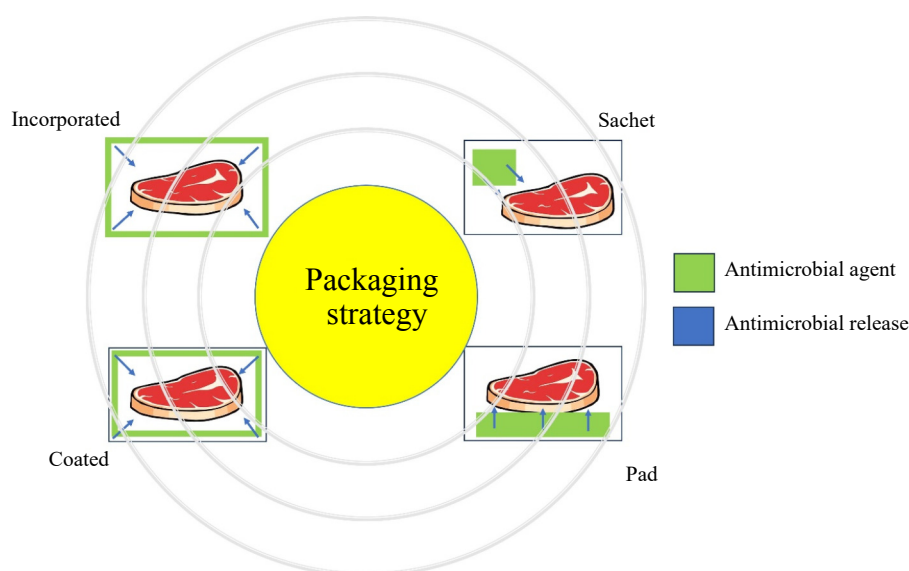 Incorporated
Sachet
Packaging
strategy
Antimicrobial agent
Antimicrobial release
Coated
Pad